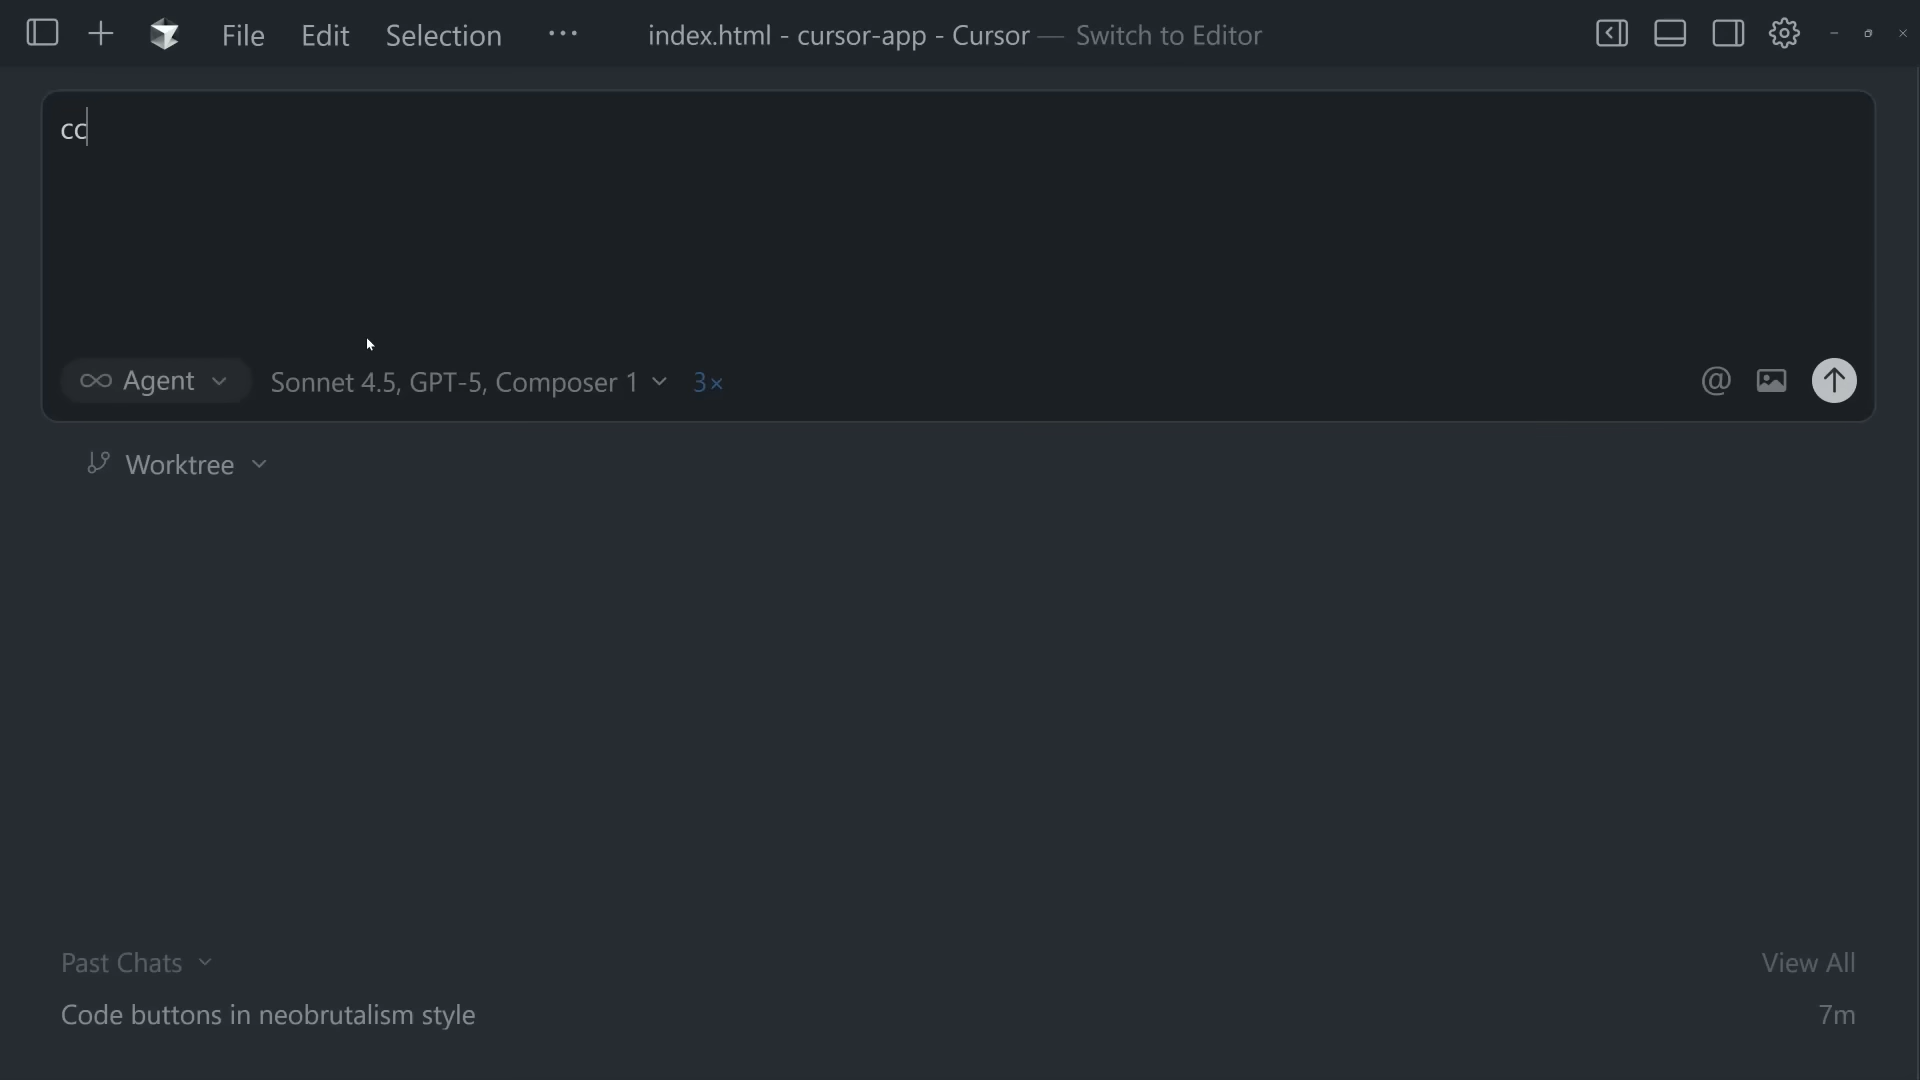 File Edit Selection ··· index.html - cursor-app - Cursor — Switch to Editor
cc
Agent Sonnet 4.5, GPT-5, Composer 1 3×
Worktree
Past Chats View All
Code buttons in neobrutalism style 7m